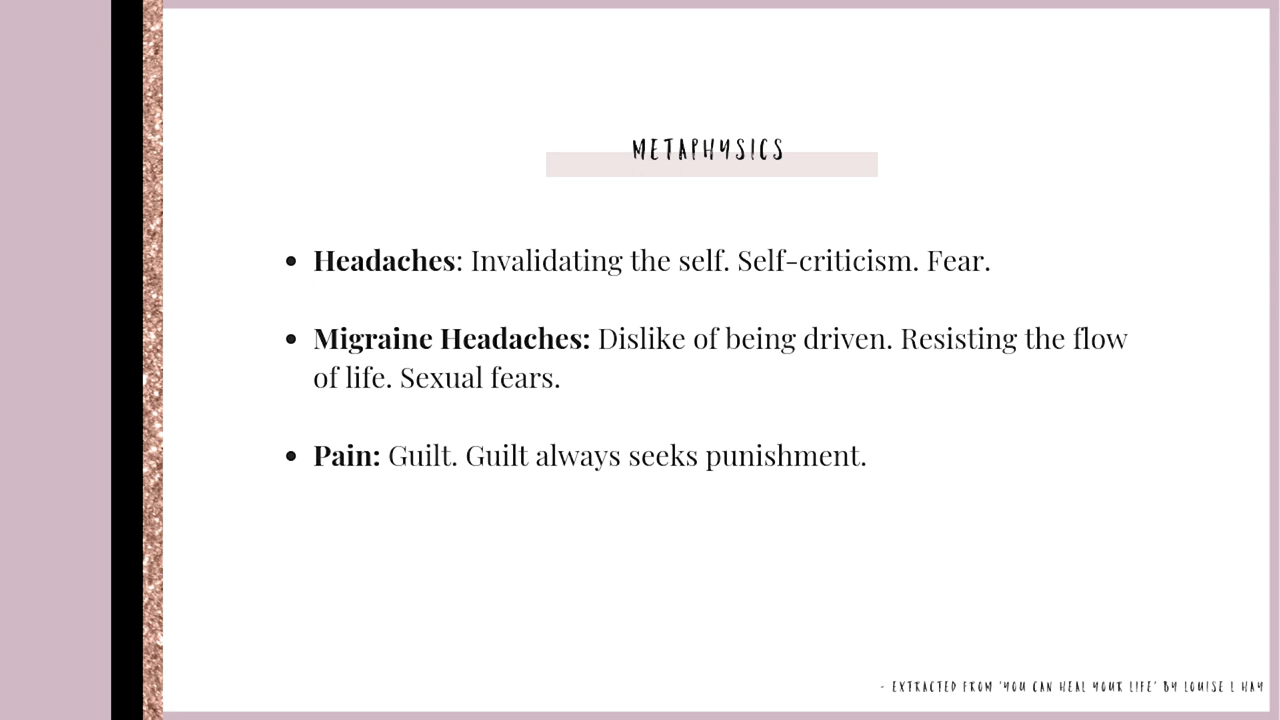 METAPHYSICS
• Headaches: Invalidating the self. Self-criticism. Fear.
• Migraine Headaches: Dislike of being driven. Resisting the flow
of life. Sexual fears.
• Pain: Guilt. Guilt always seeks punishment.
- EXTRACTED FROM 'YOU CAN HEAL YOUR LIFE' BY LOUISE L HAY